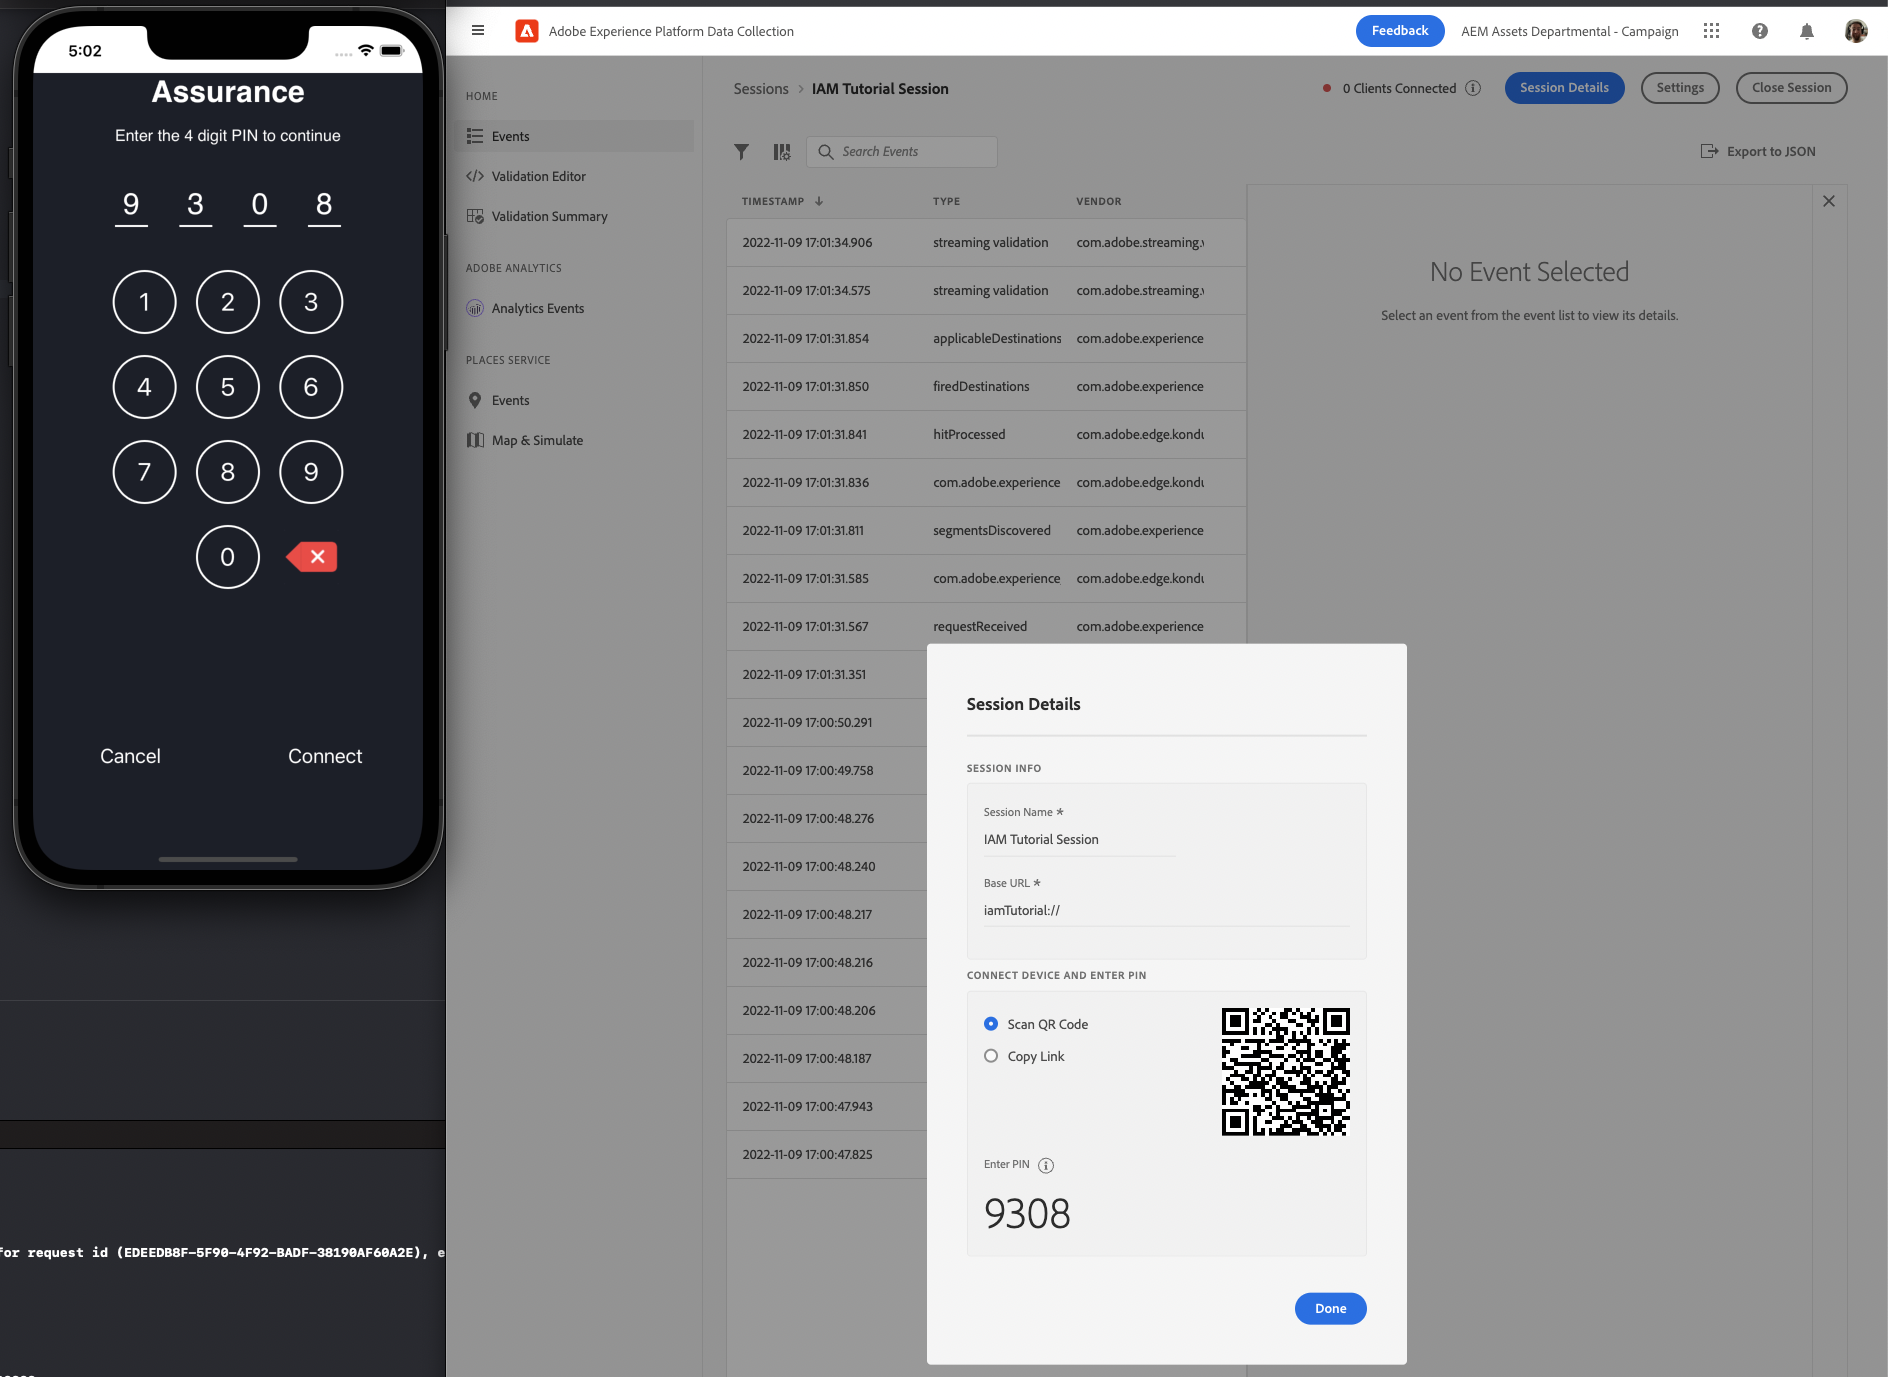 5:02
Assurance
Enter the 4 digit PIN to continue
9 3 0 8
1 2 3
4 5 6
7 8 9
0
Cancel Connect
for request id (EDEEDB8F-5F90-4F92-BADF-38190AF60A2E), e
Adobe Experience Platform Data Collection
Feedback
AEM Assets Departmental - Campaign
HOME
Events
Validation Editor
Validation Summary
ADOBE ANALYTICS
Analytics Events
PLACES SERVICE
Events
Map & Simulate
Sessions > IAM Tutorial Session
0 Clients Connected
Session Details
Settings
Close Session
Search Events
Export to JSON
TIMESTAMP TYPE VENDOR
2022-11-09 17:01:34.906 streaming validation com.adobe.streaming.
2022-11-09 17:01:34.575 streaming validation com.adobe.streaming.
2022-11-09 17:01:31.854 applicableDestinations com.adobe.experience
2022-11-09 17:01:31.850 firedDestinations com.adobe.experience
2022-11-09 17:01:31.841 hitProcessed com.adobe.edge.kondu
2022-11-09 17:01:31.836 com.adobe.experience com.adobe.edge.kondu
2022-11-09 17:01:31.811 segmentsDiscovered com.adobe.experience
2022-11-09 17:01:31.585 com.adobe.experience com.adobe.edge.kondu
2022-11-09 17:01:31.567 requestReceived com.adobe.experience
2022-11-09 17:01:31.351
2022-11-09 17:00:50.291
2022-11-09 17:00:49.758
2022-11-09 17:00:48.276
2022-11-09 17:00:48.240
2022-11-09 17:00:48.217
2022-11-09 17:00:48.216
2022-11-09 17:00:48.206
2022-11-09 17:00:48.187
2022-11-09 17:00:47.943
2022-11-09 17:00:47.825
No Event Selected
Select an event from the event list to view its details.
Session Details
SESSION INFO
Session Name *
IAM Tutorial Session
Base URL *
iamTutorial://
CONNECT DEVICE AND ENTER PIN
Scan QR Code
Copy Link
Enter PIN
9308
Done